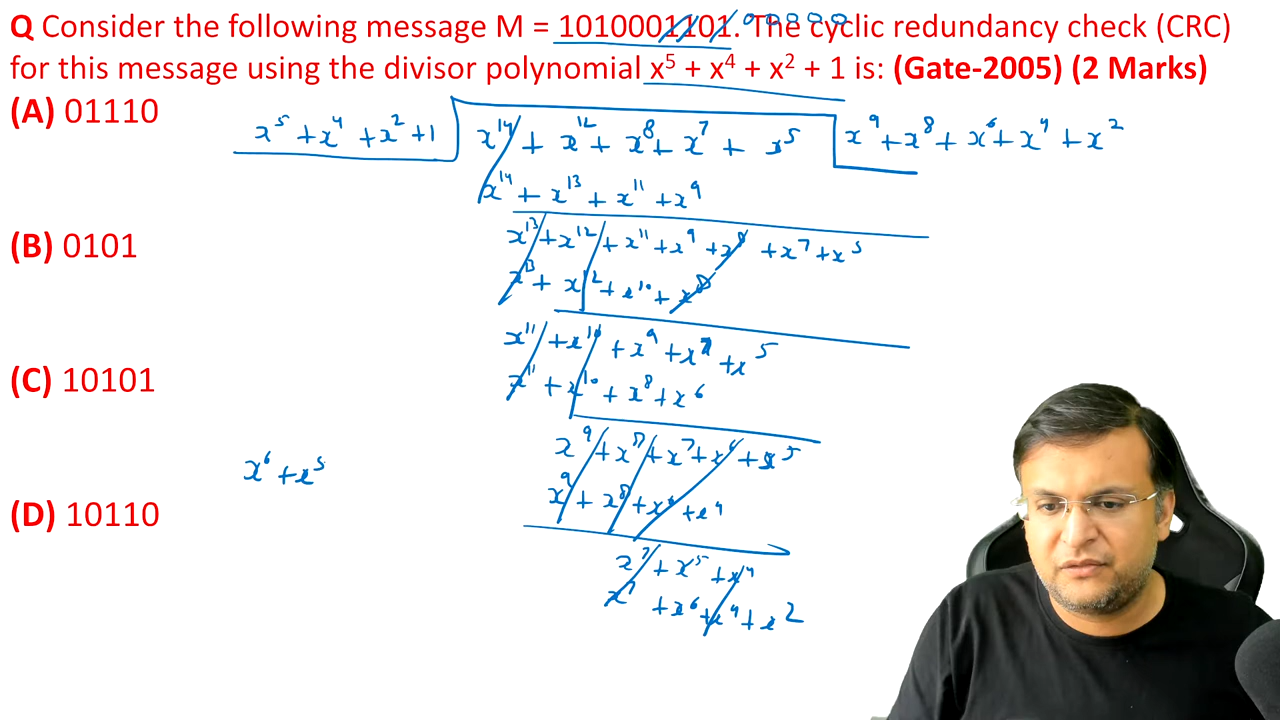 Q Consider the following message M = 1010001101. The cyclic redundancy check (CRC)
00000
for this message using the divisor polynomial x⁵ + x⁴ + x² + 1 is: (Gate-2005) (2 Marks)
(A) 01110
x⁵ + x⁴ + x² + 1 x¹⁴ + x¹² + x⁸ + x⁷ + x⁵ x⁹ + x⁸ + x⁶ + x⁴ + x²
x¹⁴ + x¹³ + x¹¹ + x⁹
(B) 0101
x¹³ + x¹² + x¹¹ + x⁹ + x⁸ + x⁷ + x⁵
x¹³ + x¹² + x¹⁰ + x⁸
x¹¹ + x¹⁰ + x⁹ + x⁷ + x⁵
(C) 10101
x¹¹ + x¹⁰ + x⁸ + x⁶
x⁹ + x⁸ + x⁷ + x⁶ + x⁵
x⁶ + x⁵
x⁹ + x⁸ + x⁶ + x⁴
(D) 10110
x⁷ + x⁵ + x⁴
x⁷ + x⁶ + x⁴ + x²